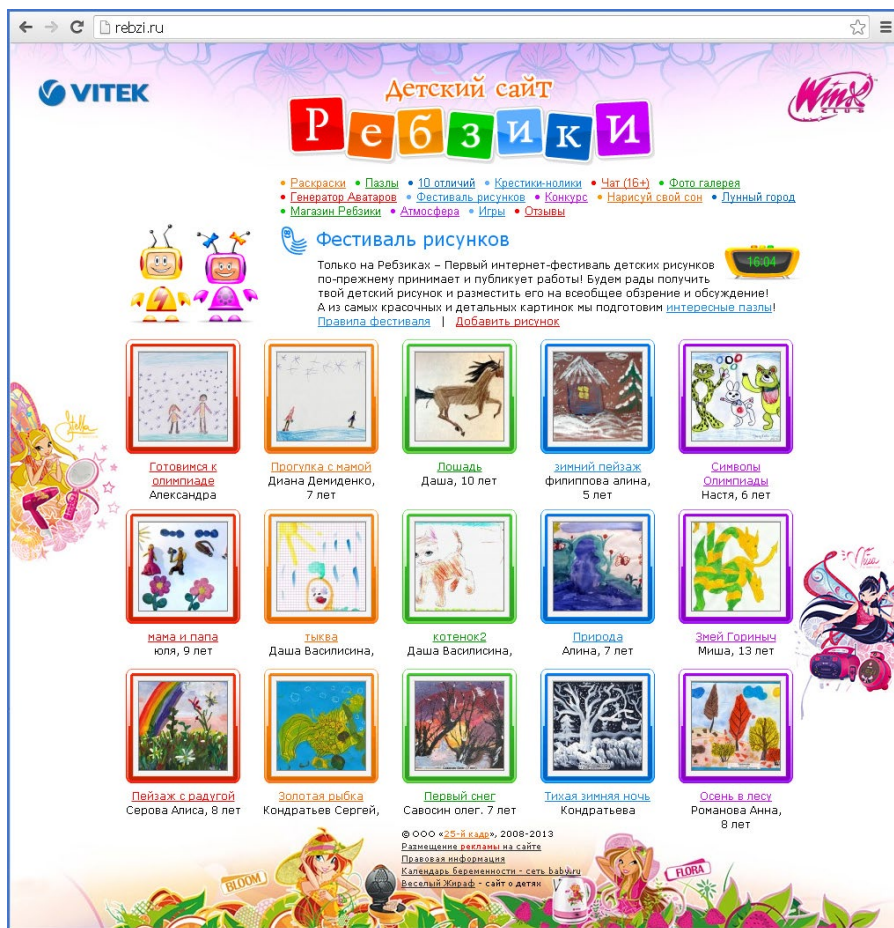 rebzi.ru
VITEK
Детский сайт
Ребзики
Winx
CLUB
• Раскраски • Пазлы • 10 отличий • Крестики-нолики • Чат (16+) • Фото галерея
• Генератор Аватаров • Фестиваль рисунков • Конкурс • Нарисуй свой сон • Лунный город
• Магазин Ребзики • Атмосфера • Игры • Отзывы
Фестиваль рисунков
16:04
Только на Ребзиках – Первый интернет-фестиваль детских рисунков
по-прежнему принимает и публикует работы! Будем рады получить
твой детский рисунок и разместить его на всеобщее обзрение и обсуждение!
А из самых красочных и детальных картинок мы подготовим интересные пазлы!
Правила фестиваля | Добавить рисунок
Stella
Готовимся к
олимпиаде
Александра
Прогулка с мамой
Диана Демиденко,
7 лет
Лошадь
Даша, 10 лет
зимний пейзаж
филиппова алина,
5 лет
Символы
Олимпиады
Настя, 6 лет
Musa
мама и папа
юля, 9 лет
тыква
Даша Василисина,
котенок2
Даша Василисина,
Природа
Алина, 7 лет
Змей Гориныч
Миша, 13 лет
Пейзаж с радугой
Серова Алиса, 8 лет
Золотая рыбка
Кондратьев Сергей,
Первый снег
Савосин олег. 7 лет
Тихая зимняя ночь
Кондратьева
Осень в лесу
Романова Анна,
8 лет
© ООО «25-й кадр», 2008-2013
Размещение рекламы на сайте
Правовая информация
Календарь беременности - сеть baby.ru
Веселый Жираф - сайт о детях
BLOOM
FLORA